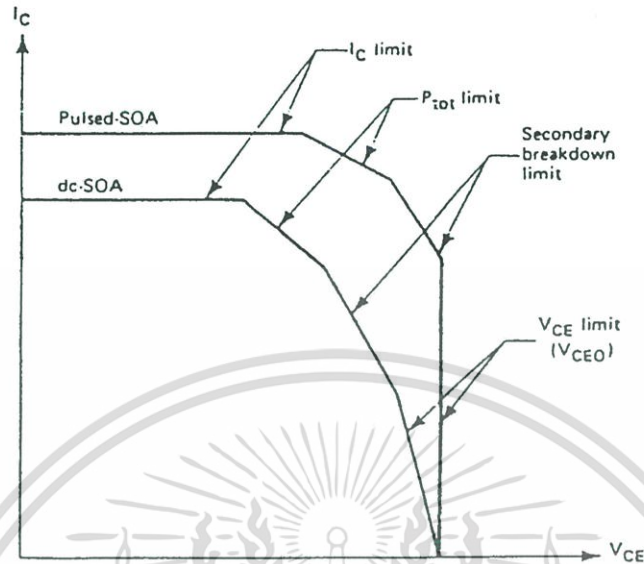 I_C
I_C limit
Pulsed-SOA
P_tot limit
Secondary
breakdown
limit
dc-SOA
V_CE limit
(V_CEO)
V_CE